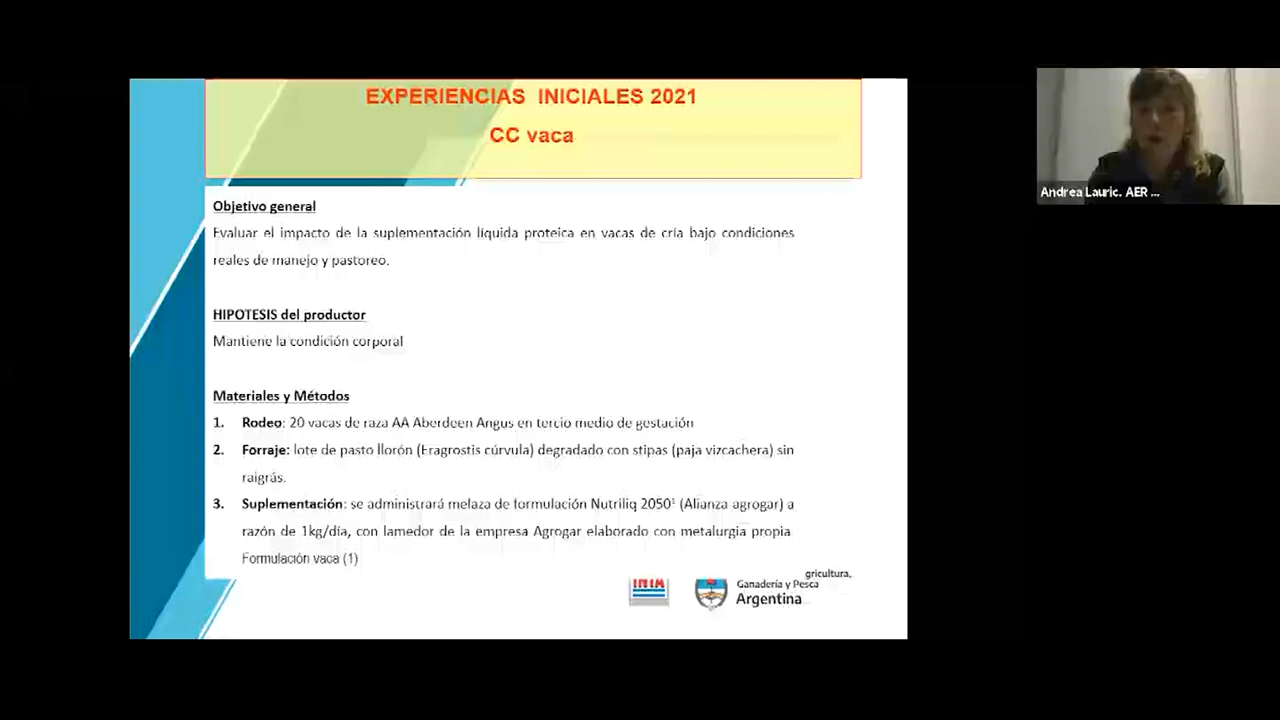 EXPERIENCIAS INICIALES 2021
CC vaca
Andrea Lauric. AER ...
Objetivo general
Evaluar el impacto de la suplementación líquida proteica en vacas de cría bajo condiciones
reales de manejo y pastoreo.
HIPOTESIS del productor
Mantiene la condición corporal
Materiales y Métodos
1. Rodeo: 20 vacas de raza AA Aberdeen Angus en tercio medio de gestación
2. Forraje: lote de pasto llorón (Eragrostis cúrvula) degradado con stipas (paja vizcachera) sin
raigrás.
3. Suplementación: se administrará melaza de formulación Nutriliq 2050¹ (Alianza agrogar) a
razón de 1kg/día, con lamedor de la empresa Agrogar elaborado con metalurgia propia
Formulación vaca (1)
INTA
gricultura,
Ganadería y Pesca
Argentina